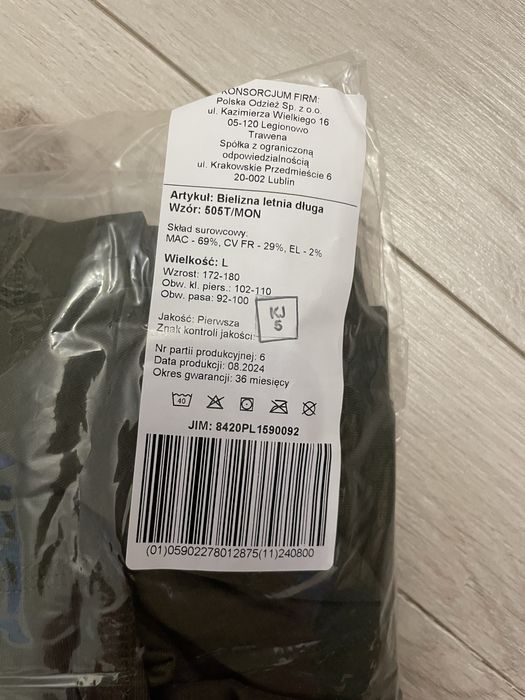 KONSORCJUM FIRM:
Polska Odzież Sp. z o.o.
ul. Kazimierza Wielkiego 16
05-120 Legionowo
Trawena
Spółka z ograniczoną
odpowiedzialnością
ul. Krakowskie Przedmieście 6
20-002 Lublin
Artykuł: Bielizna letnia długa
Wzór: 505T/MON
Skład surowcowy:
MAC - 69%, CV FR - 29%, EL - 2%
Wielkość: L
Wzrost: 172-180
Obw. kl. piers.: 102-110
Obw. pasa: 92-100
Jakość: Pierwsza
Znak kontroli jakości:
KJ
5
Nr partii produkcyjnej: 6
Data produkcji: 08.2024
Okres gwarancji: 36 miesięcy
40
JIM: 8420PL1590092
(01)05902278012875(11)240800